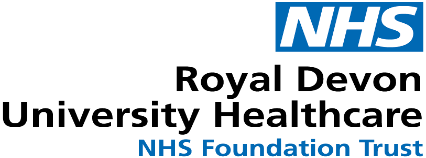 NHS
Royal Devon
University Healthcare
NHS Foundation Trust